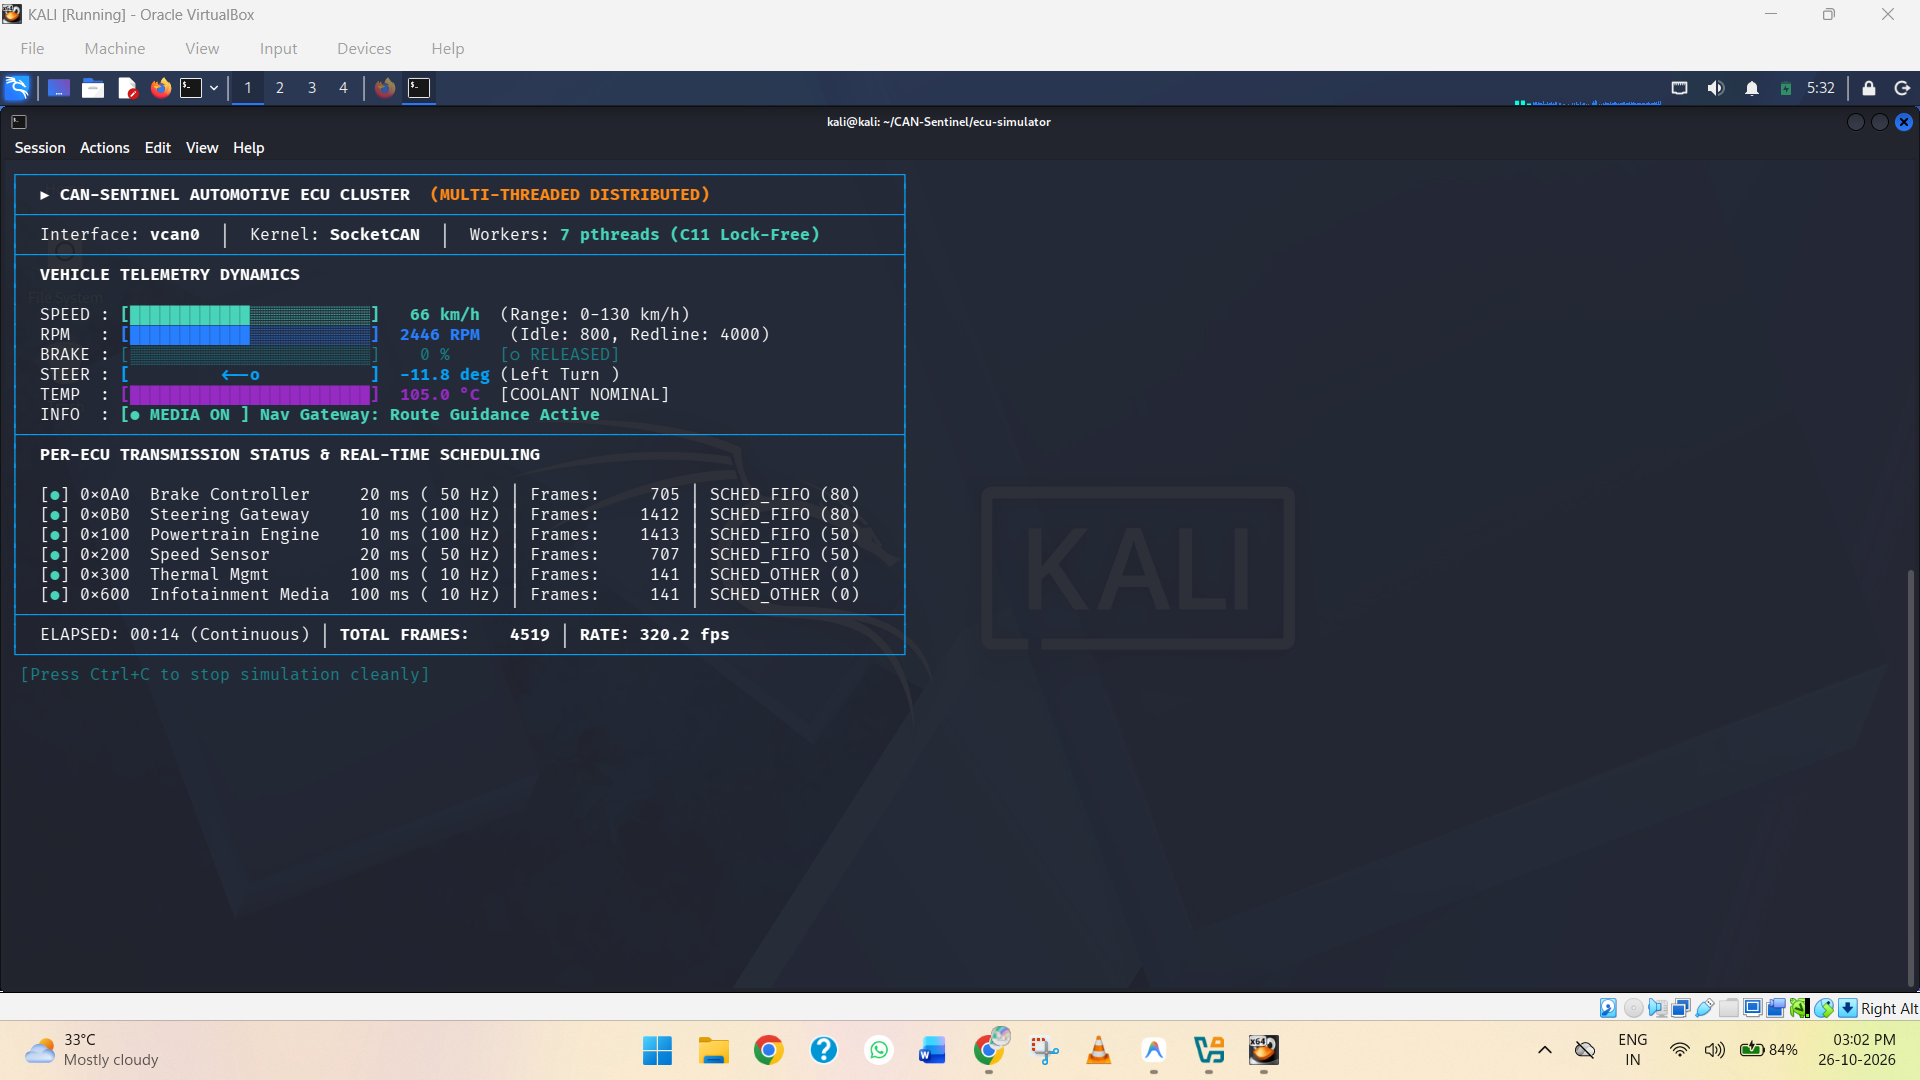 KALI [Running] - Oracle VirtualBox
File Machine View Input Devices Help
1 2 3 4 5:32
kali@kali: ~/CAN-Sentinel/ecu-simulator
Session Actions Edit View Help
▶ CAN-SENTINEL AUTOMOTIVE ECU CLUSTER (MULTI-THREADED DISTRIBUTED)
Interface: vcan0 │ Kernel: SocketCAN │ Workers: 7 pthreads (C11 Lock-Free)
VEHICLE TELEMETRY DYNAMICS
File System
SPEED : [████████████░░░░░░░░░░░░] 66 km/h (Range: 0-130 km/h)
RPM : [████████████░░░░░░░░░░░░] 2446 RPM (Idle: 800, Redline: 4000)
BRAKE : [░░░░░░░░░░░░░░░░░░░░░░░░] 0 % [o RELEASED]
STEER : [ <--o ] -11.8 deg (Left Turn )
TEMP : [████████████████████████] 105.0 °C [COOLANT NOMINAL]
INFO : [● MEDIA ON ] Nav Gateway: Route Guidance Active
PER-ECU TRANSMISSION STATUS & REAL-TIME SCHEDULING
[●] 0x0A0 Brake Controller 20 ms ( 50 Hz) │ Frames: 705 │ SCHED_FIFO (80)
[●] 0x0B0 Steering Gateway 10 ms (100 Hz) │ Frames: 1412 │ SCHED_FIFO (80)
[●] 0x100 Powertrain Engine 10 ms (100 Hz) │ Frames: 1413 │ SCHED_FIFO (50)
[●] 0x200 Speed Sensor 20 ms ( 50 Hz) │ Frames: 707 │ SCHED_FIFO (50)
[●] 0x300 Thermal Mgmt 100 ms ( 10 Hz) │ Frames: 141 │ SCHED_OTHER (0)
[●] 0x600 Infotainment Media 100 ms ( 10 Hz) │ Frames: 141 │ SCHED_OTHER (0)
KALI
ELAPSED: 00:14 (Continuous) │ TOTAL FRAMES: 4519 │ RATE: 320.2 fps
[Press Ctrl+C to stop simulation cleanly]
Right Alt
33°C
Mostly cloudy
ENG
IN
84%
03:02 PM
26-10-2026